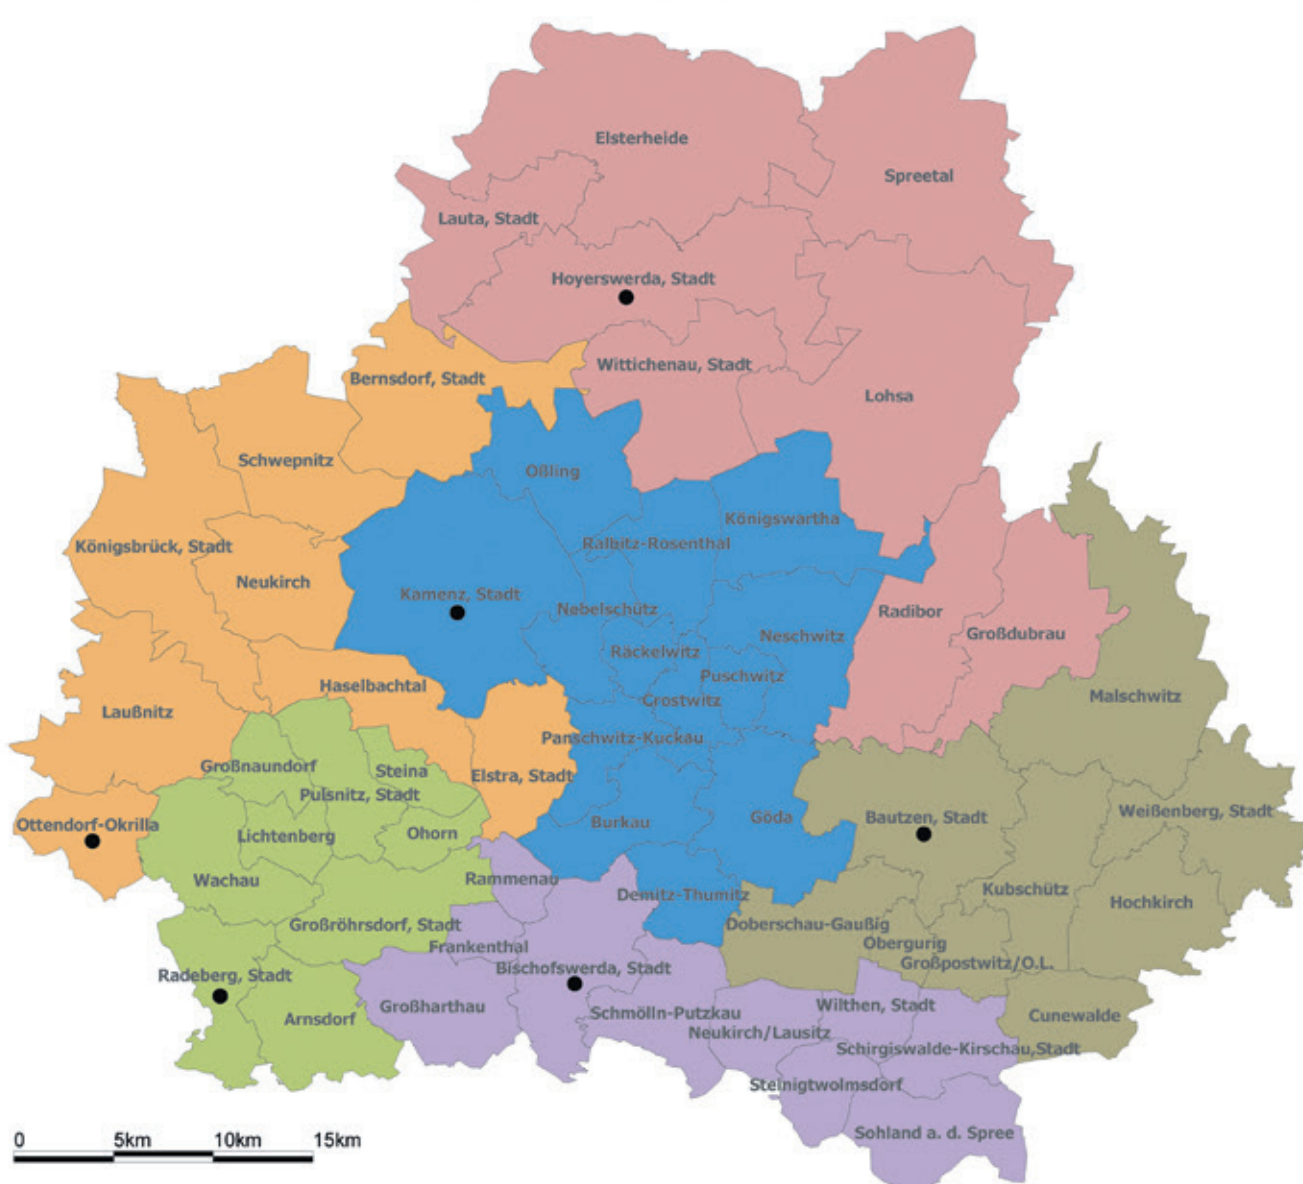 Elsterheide
Spreetal
Lauta, Stadt
Hoyerswerda, Stadt
Wittichenau, Stadt
Bernsdorf, Stadt
Lohsa
Schwepnitz
Oßling
Königswartha
Königsbrück, Stadt
Ralbitz-Rosenthal
Neukirch
Kamenz, Stadt
Nebelschütz
Radibor
Neschwitz
Großdubrau
Räckelwitz
Puschwitz
Haselbachtal
Malschwitz
Crostwitz
Laußnitz
Panschwitz-Kuckau
Großnaundorf
Steina
Elstra, Stadt
Pulsnitz, Stadt
Weißenberg, Stadt
Ottendorf-Okrilla
Lichtenberg
Ohorn
Burkau
Göda
Bautzen, Stadt
Wachau
Rammenau
Demitz-Thumitz
Kubschütz
Hochkirch
Großröhrsdorf, Stadt
Doberschau-Gaußig
Frankenthal
Obergurig
Großpostwitz/O.L.
Radeberg, Stadt
Bischofswerda, Stadt
Großharthau
Schmölln-Putzkau
Wilthen, Stadt
Arnsdorf
Neukirch/Lausitz
Cunewalde
Schirgiswalde-Kirschau,Stadt
Steinigtwolmsdorf
Sohland a. d. Spree
0 5km 10km 15km